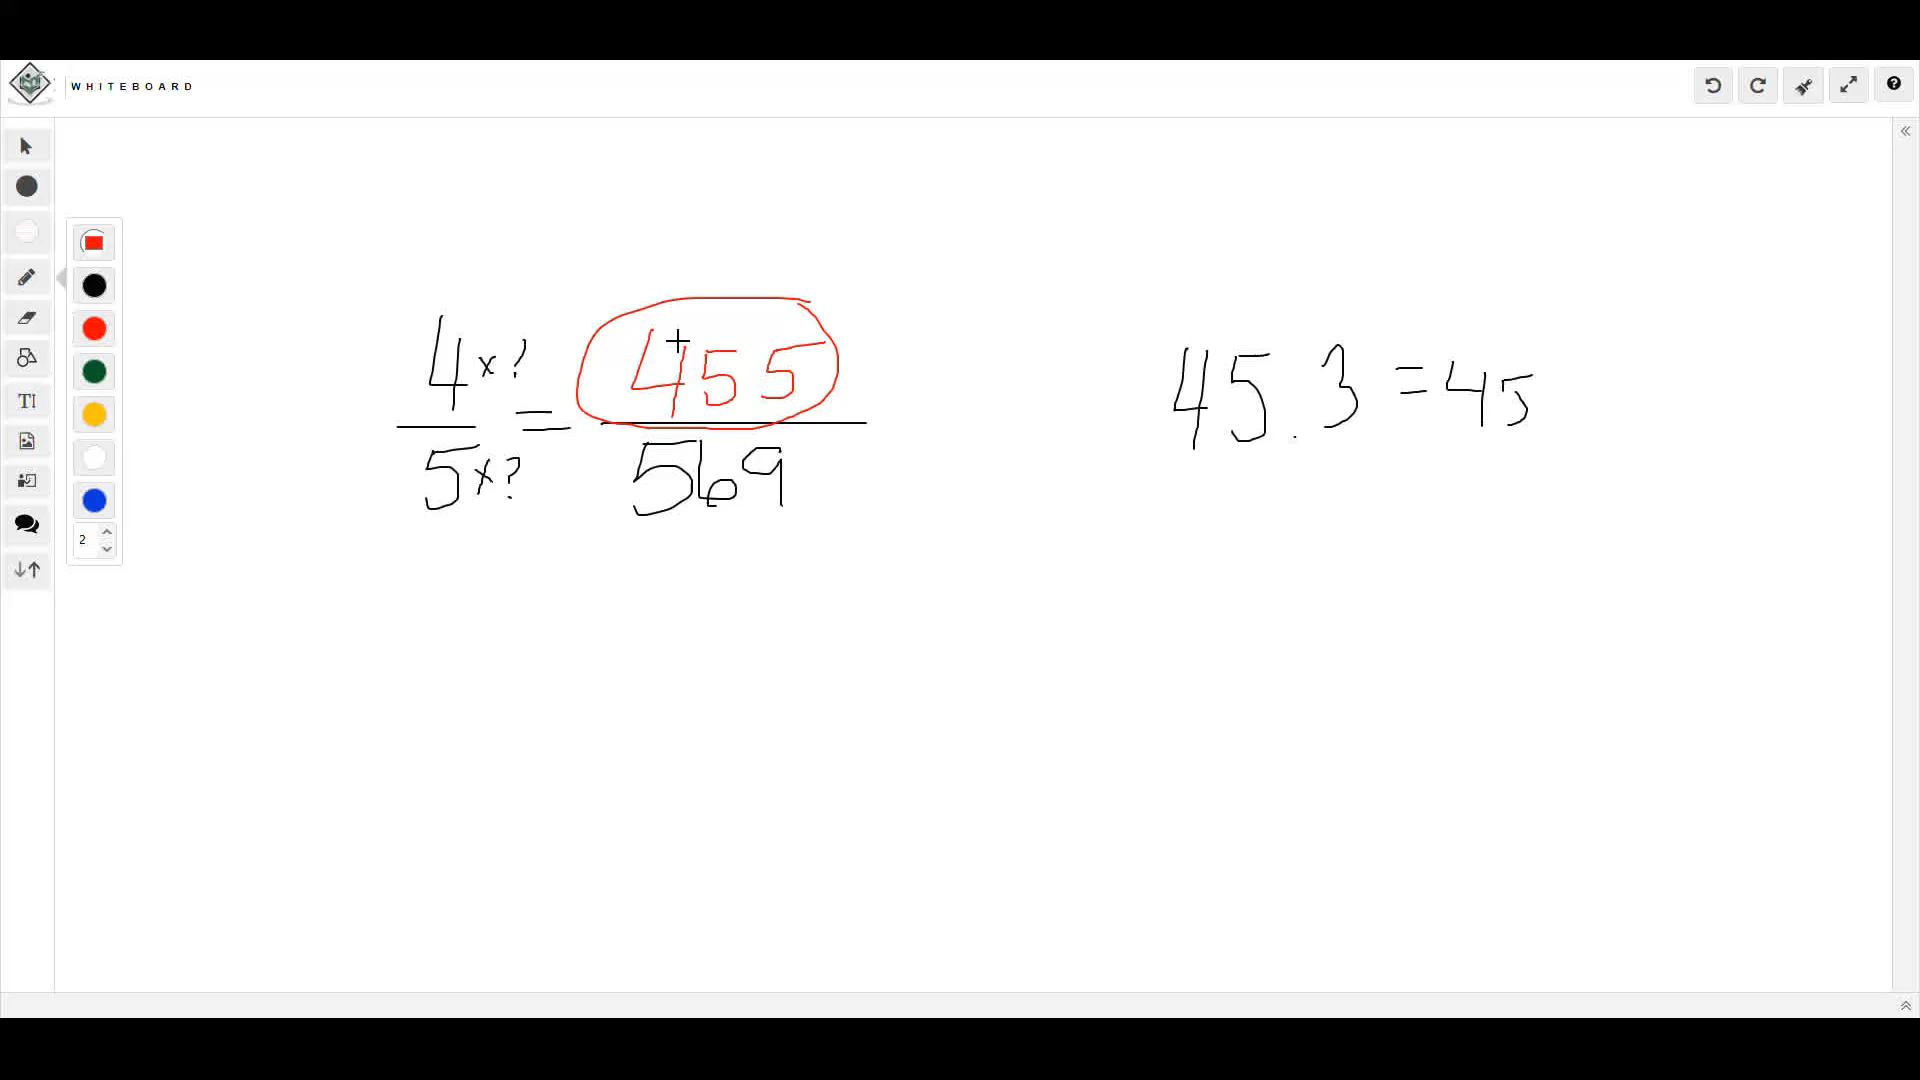 WHITEBOARD
4 x ? = 455
5 x ? 569
45.3 = 45
TI
2